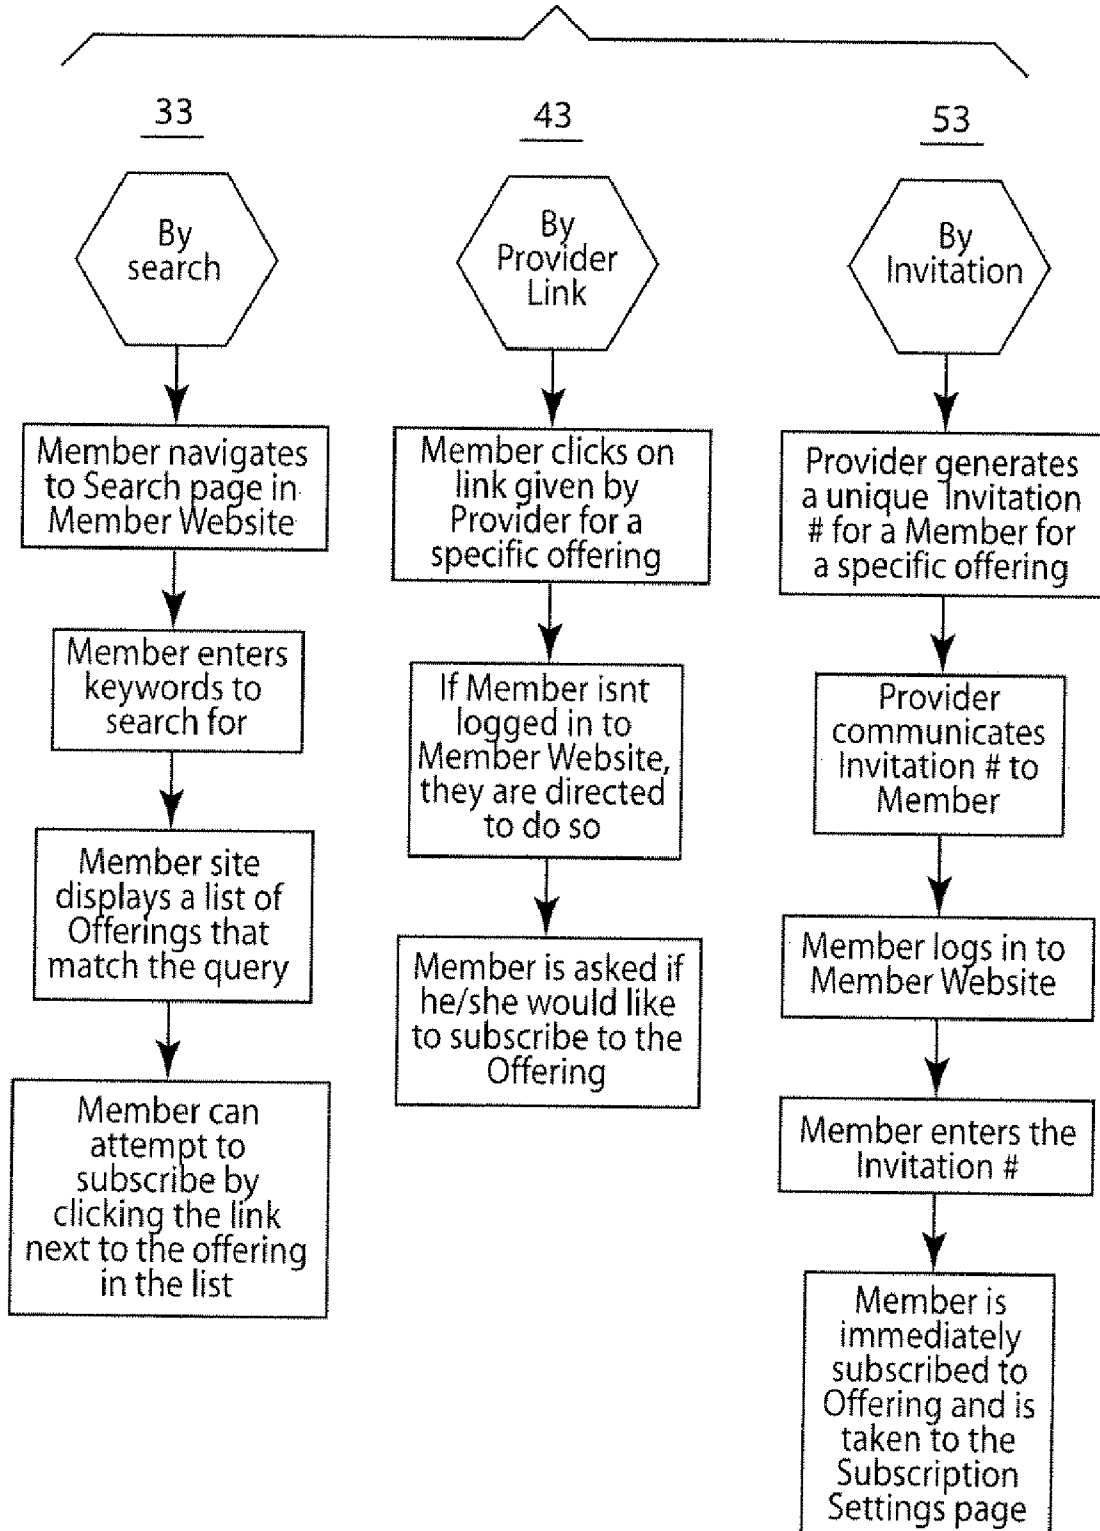 33
By
search
Member navigates
to Search page in
Member Website
Member enters
keywords to
search for
Member site
displays a list of
Offerings that
match the query
Member can
attempt to
subscribe by
clicking the link
next to the offering
in the list
43
By
Provider
Link
Member clicks on
link given by
Provider for a
specific offering
If Member isnt
logged in to
Member Website,
they are directed
to do so
Member is asked if
he/she would like
to subscribe to the
Offering
53
By
Invitation
Provider generates
a unique Invitation
# for a Member for
a specific offering
Provider
communicates
Invitation # to
Member
Member logs in to
Member Website
Member enters the
Invitation #
Member is
immediately
subscribed to
Offering and is
taken to the
Subscription
Settings page